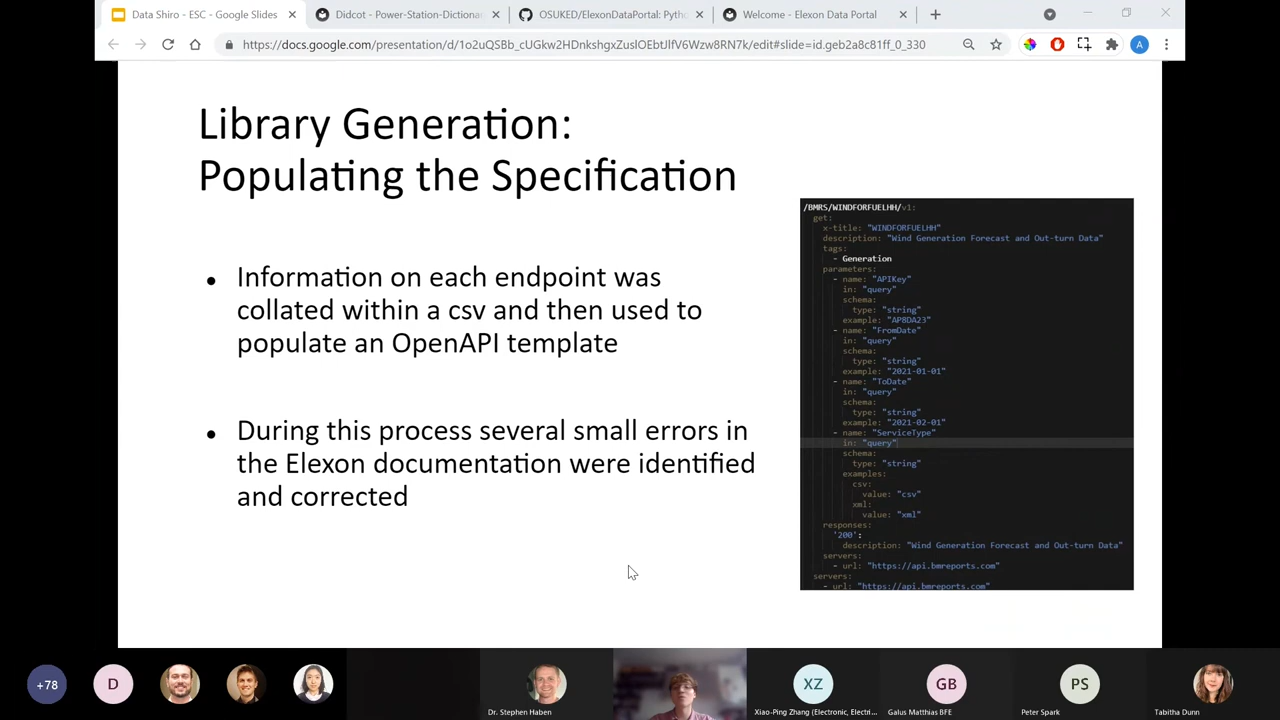 Data Shiro - ESC - Google Slides
Didcot - Power-Station-Dictionar
OSUKED/ElexonDataPortal: Pytho
Welcome - Elexon Data Portal
https://docs.google.com/presentation/d/1o2uQSBb_cUGkw2HDnkshgxZuslOEbtJlfV6Wzw8RN7k/edit#slide=id.geb2a8c81ff_0_330
A
Library Generation:
Populating the Specification
● Information on each endpoint was
collated within a csv and then used to
populate an OpenAPI template
● During this process several small errors in
the Elexon documentation were identified
and corrected
/BMRS/WINDFORFUELHH/v1:
get:
x-title: "WINDFORFUELHH"
description: "Wind Generation Forecast and Out-turn Data"
tags:
- Generation
parameters:
- name: "APIKey"
in: "query"
schema:
type: "string"
example: "AP8DA23"
- name: "FromDate"
in: "query"
schema:
type: "string"
example: "2021-01-01"
- name: "ToDate"
in: "query"
schema:
type: "string"
example: "2021-02-01"
- name: "ServiceType"
in: "query"
schema:
type: "string"
examples:
csv:
value: "csv"
xml:
value: "xml"
responses:
'200':
description: "Wind Generation Forecast and Out-turn Data"
servers:
- url: "https://api.bmreports.com"
servers:
- url: "https://api.bmreports.com"
+78
D
XZ
GB
PS
Dr. Stephen Haben
Xiao-Ping Zhang (Electronic, Electri...
Galus Matthias BFE
Peter Spark
Tabitha Dunn